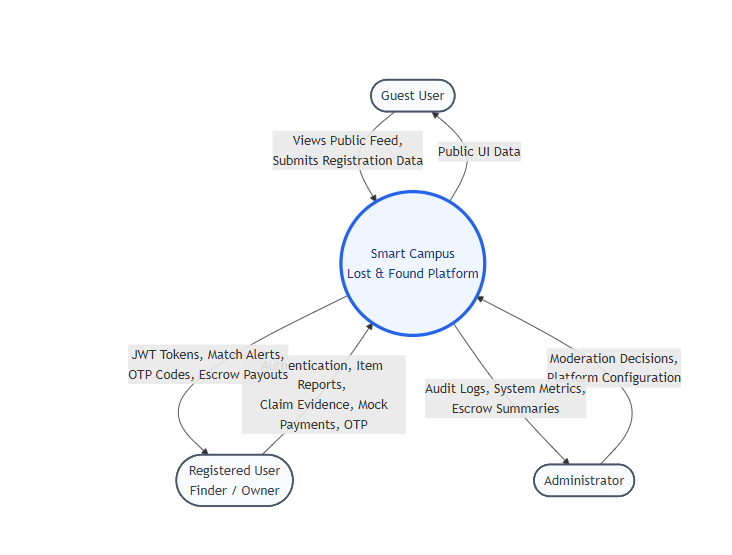 Guest User
Views Public Feed,
Submits Registration Data
Public UI Data
Smart Campus
Lost & Found Platform
JWT Tokens, Match Alerts,
OTP Codes, Escrow Payouts
Authentication, Item
Reports,
Claim Evidence, Mock
Payments, OTP
Audit Logs, System Metrics,
Escrow Summaries
Moderation Decisions,
Platform Configuration
Registered User
Finder / Owner
Administrator